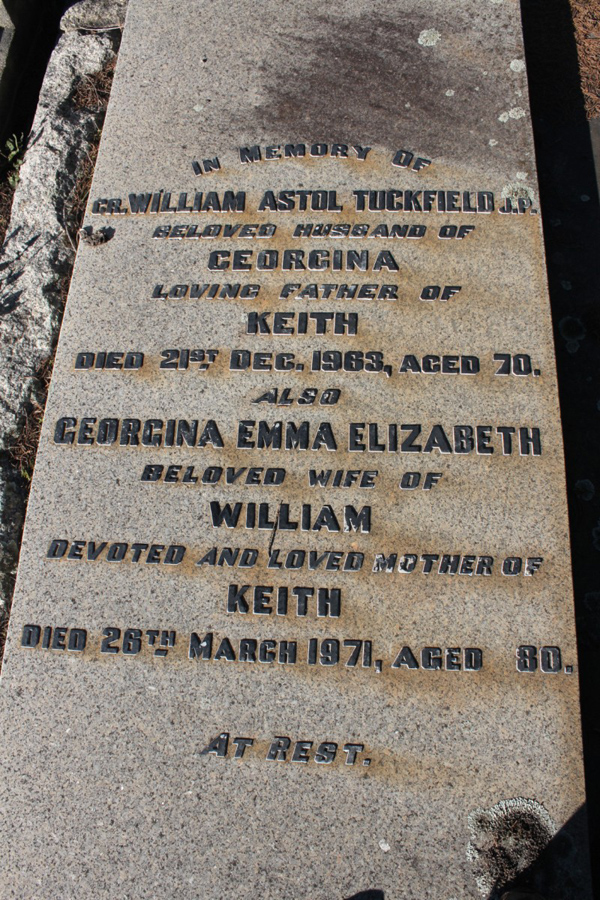 IN MEMORY OF
CR. WILLIAM ASTOL TUCKFIELD J.P.
BELOVED HUSBAND OF
GEORGINA
LOVING FATHER OF
KEITH
DIED 21ST DEC. 1963, AGED 70.
ALSO
GEORGINA EMMA ELIZABETH
BELOVED WIFE OF
WILLIAM
DEVOTED AND LOVED MOTHER OF
KEITH
DIED 26TH MARCH 1971, AGED 80.
AT REST.